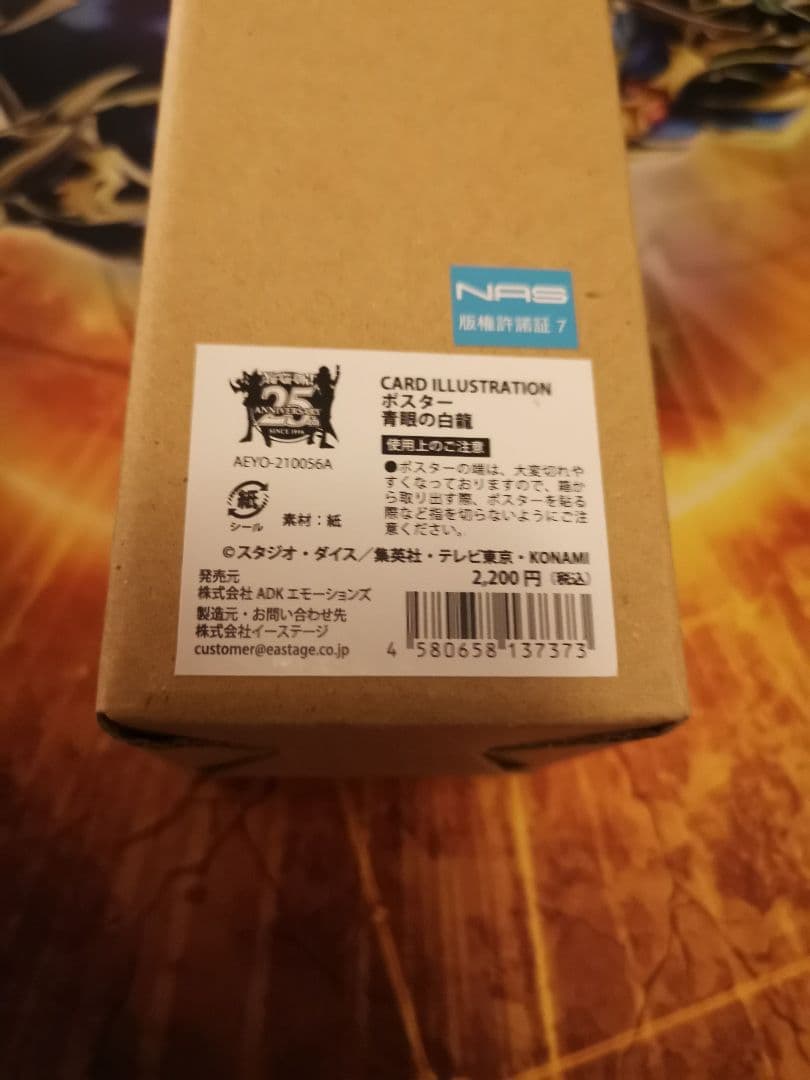 NAS
版権許諾証 7
Yu-Gi-Oh!
25th
ANNIVERSARY
SINCE 1996
AEYO-210056A
紙
シール
素材：紙
CARD ILLUSTRATION
ポスター
青眼の白龍
使用上のご注意
●ポスターの端は、大変切れや
すくなっておりますので、箱か
ら取り出す際、ポスターを貼る
際など指を切らないようにご注
意ください。
©スタジオ・ダイス／集英社・テレビ東京・KONAMI
2,200 円（税込）
発売元
株式会社 ADK エモーションズ
製造元・お問い合わせ先
株式会社イーステージ
customer@eastage.co.jp
4 580658 137373